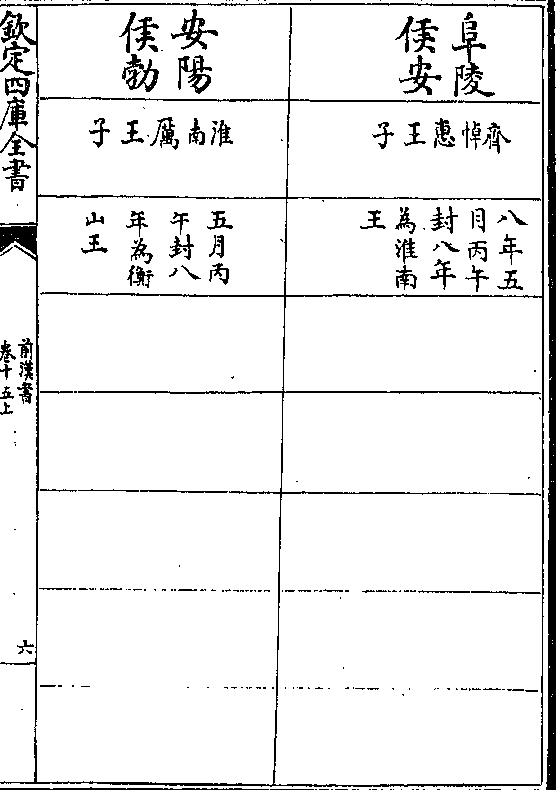 阜陵
侯安
齊悼惠王子
八年五
月丙午
封八年
為淮南
王
安陽
侯勃
淮南厲王子
五月丙
午封八
年為衡
山王
欽定四庫全書
前漢書
卷十五上
六